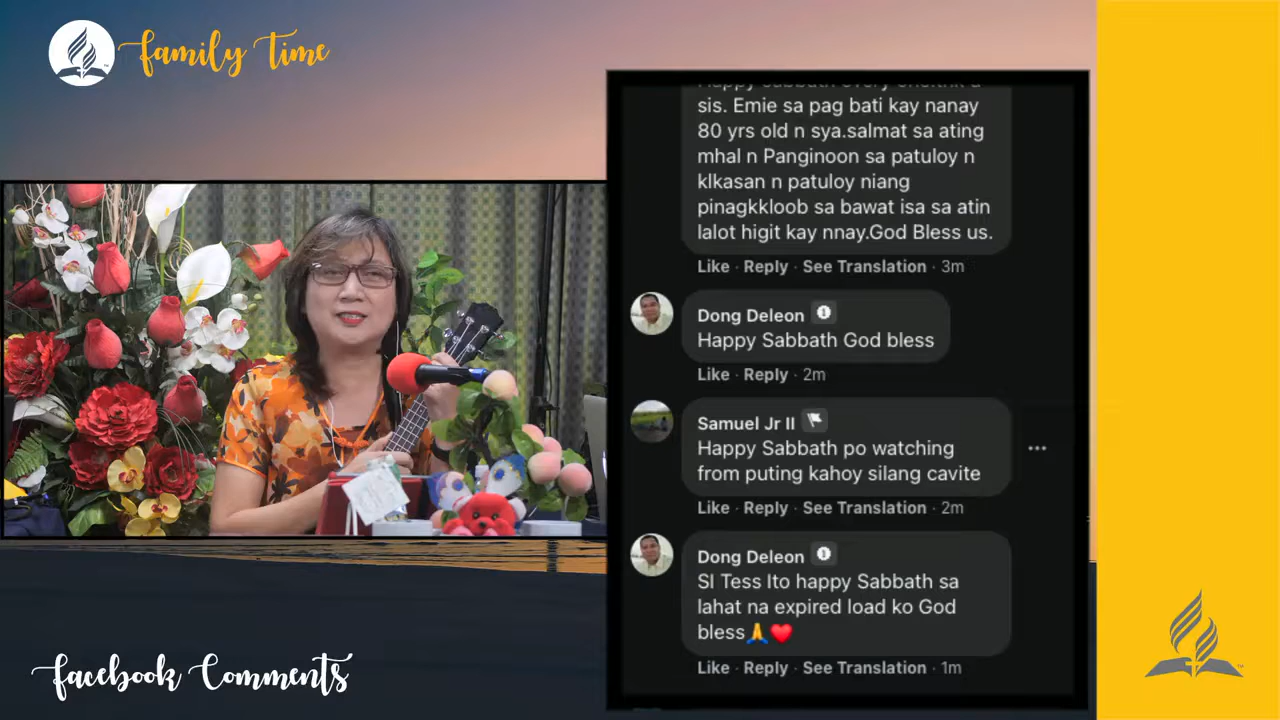 family Time
sis. Emie sa pag bati kay nanay
80 yrs old n sya.salmat sa ating
mhal n Panginoon sa patuloy n
klkasan n patuloy niang
pinagkkloob sa bawat isa sa atin
lalot higit kay nnay.God Bless us.
Like · Reply · See Translation · 3m
Dong Deleon
Happy Sabbath God bless
Like · Reply · 2m
Samuel Jr II
Happy Sabbath po watching
from puting kahoy silang cavite
Like · Reply · See Translation · 2m
Dong Deleon
SI Tess Ito happy Sabbath sa
lahat na expired load ko God
bless🙏❤️
Like · Reply · See Translation · 1m
facebook Comments